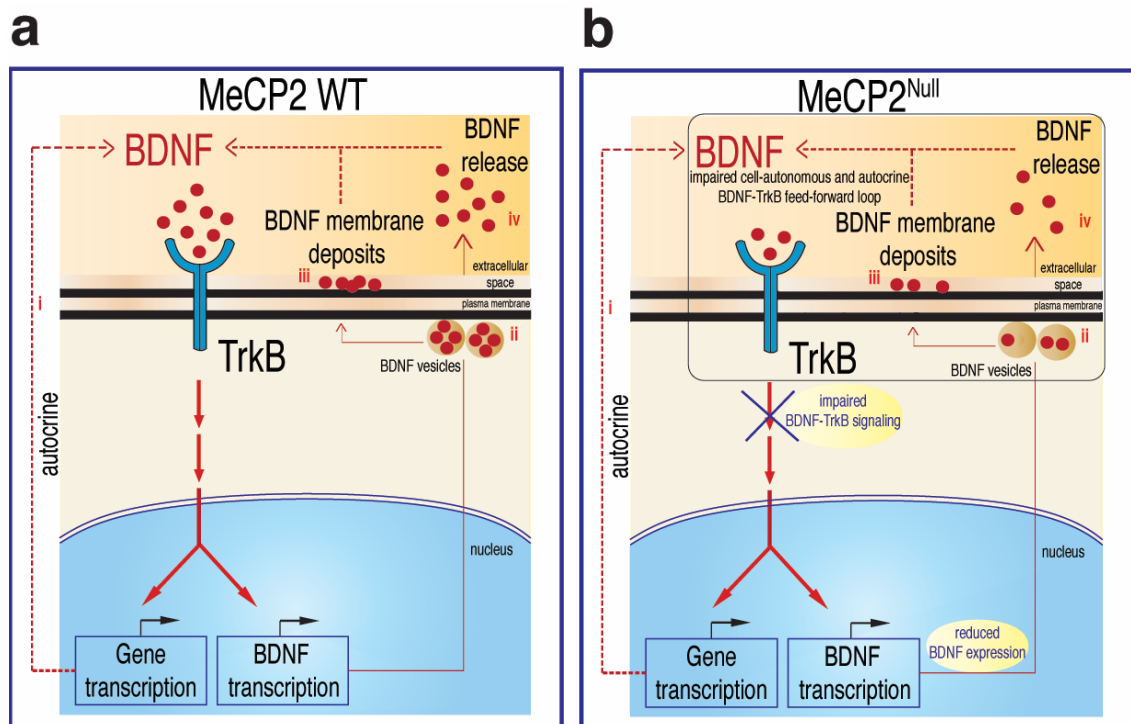 a
MeCP2 WT
BDNF
BDNF
release
iv
BDNF membrane
deposits
iii
extracellular
space
plasma membrane
i
ii
TrkB
BDNF vesicles
autocrine
nucleus
Gene
transcription
BDNF
transcription
b
MeCP2Null
BDNF
BDNF
release
impaired cell-autonomous and autocrine
BDNF-TrkB feed-forward loop
iv
BDNF membrane
deposits
iii
extracellular
space
plasma membrane
i
ii
TrkB
BDNF vesicles
impaired
BDNF-TrkB signaling
autocrine
nucleus
Gene
transcription
BDNF
transcription
reduced
BDNF expression